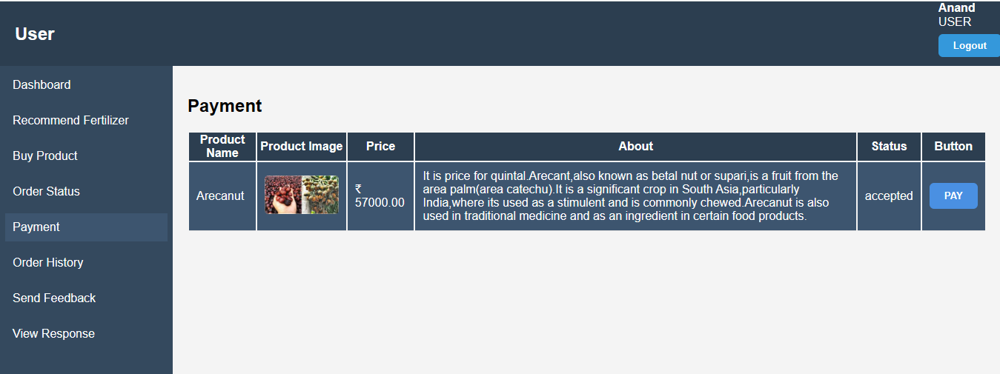 Anand
USER
User
Logout
Dashboard
Recommend Fertilizer
Buy Product
Order Status
Payment
Order History
Send Feedback
View Response
Payment
Product Name
Product Image
Price
About
Status
Button
Arecanut
₹
57000.00
It is price for quintal.Arecant,also known as betal nut or supari,is a fruit from the
area palm(area catechu).It is a significant crop in South Asia,particularly
India,where its used as a stimulent and is commonly chewed.Arecanut is also
used in traditional medicine and as an ingredient in certain food products.
accepted
PAY